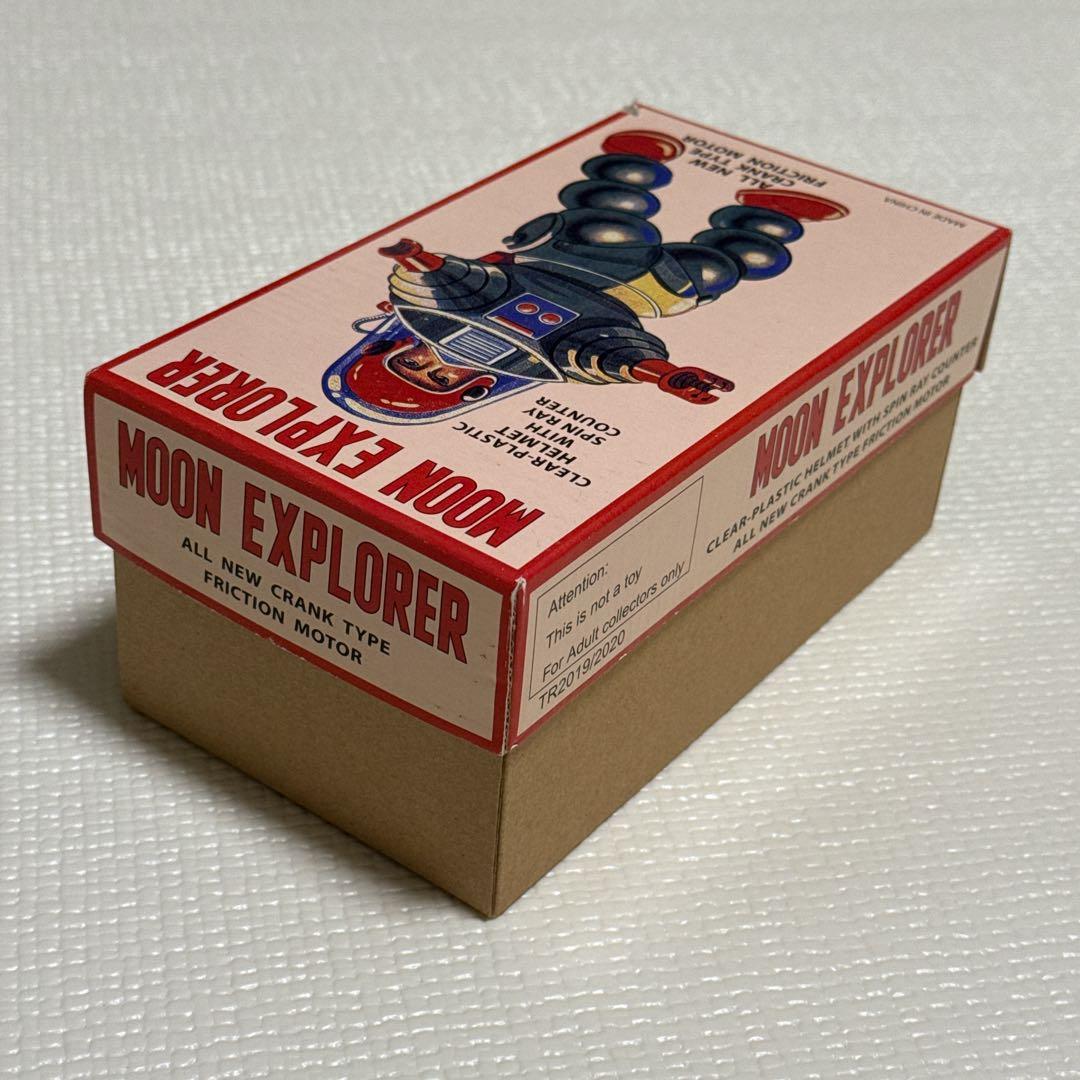 MOON EXPLORER
CLEAR-PLASTIC
HELMET
WITH
SPIN RAY
COUNTER
ALL NEW
CRANK TYPE
FRICTION MOTOR
MADE IN CHINA
MOON EXPLORER
ALL NEW CRANK TYPE
FRICTION MOTOR
Attention:
This is not a toy
For Adult collectors only
TR2019/2020
MOON EXPLORER
CLEAR-PLASTIC HELMET WITH SPIN RAY COUNTER
ALL NEW CRANK TYPE FRICTION MOTOR